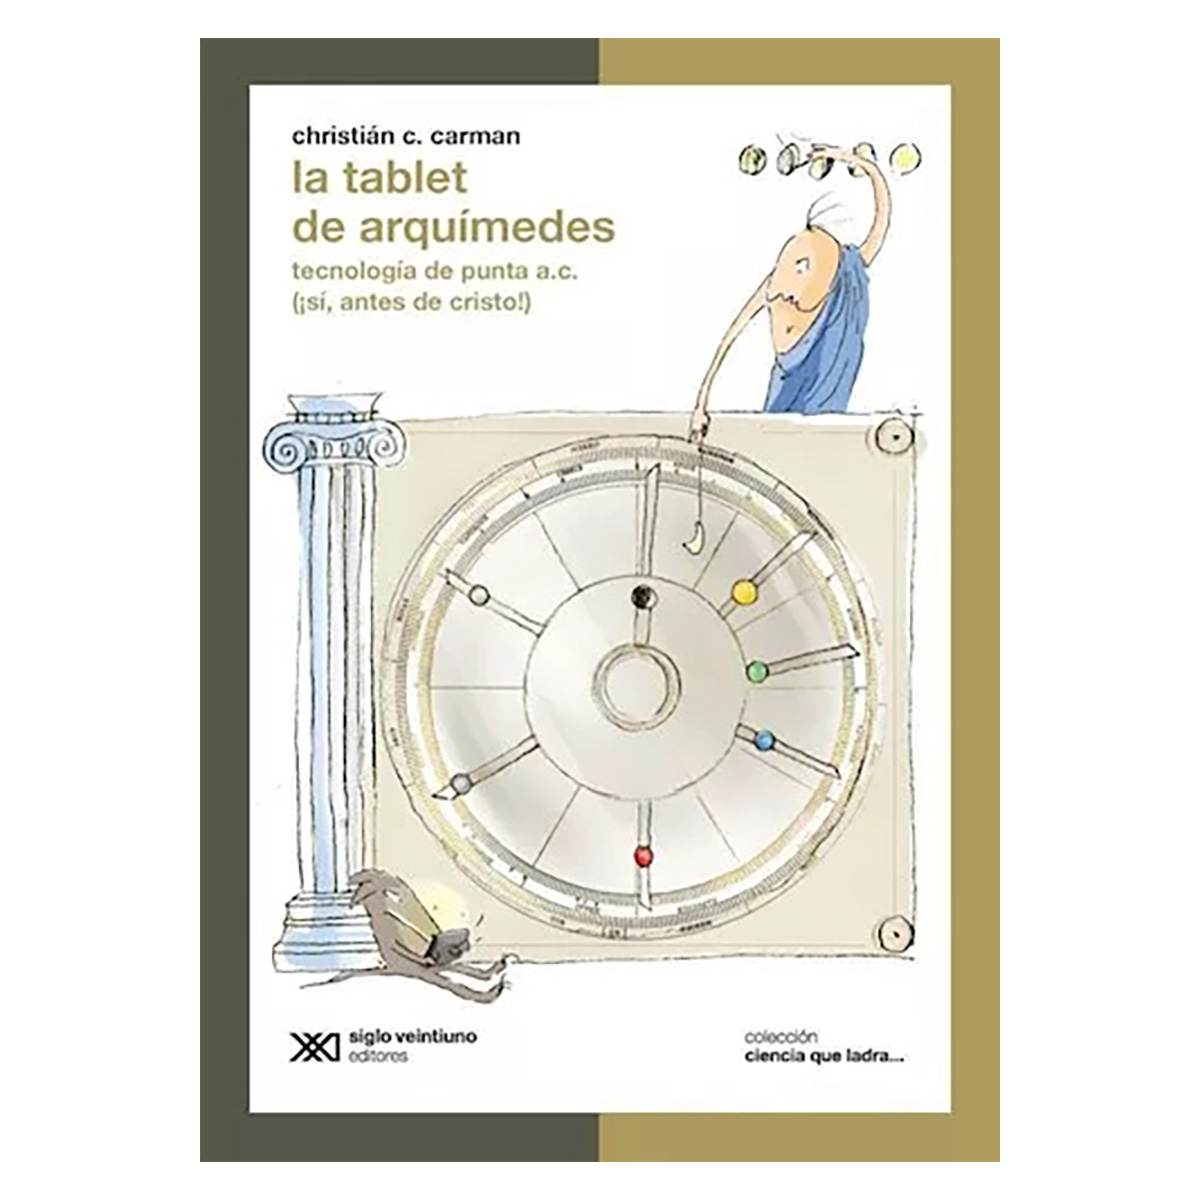 christián c. carman
la tablet
de arquímedes
tecnología de punta a.c.
(¡sí, antes de cristo!)
siglo veintiuno
editores
colección
ciencia que ladra...